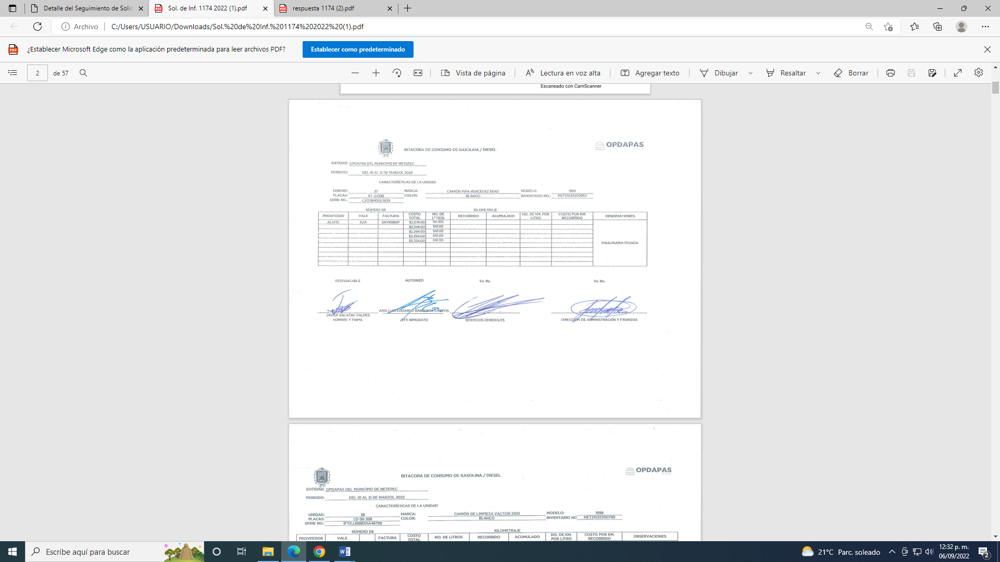 Detalle del Seguimiento de Solic
Sol. de Inf. 1174 2022 (1).pdf
respuesta 1174 (2).pdf
Archivo
C:/Users/USUARIO/Downloads/Sol.%20de%20Inf.%201174%202022%20(1).pdf
¿Establecer Microsoft Edge como la aplicación predeterminada para leer archivos PDF?
Establecer como predeterminado
2 de 57
Vista de página
Lectura en voz alta
Agregar texto
Dibujar
Resaltar
Borrar
Escaneado con CamScanner
OPDAPAS
BITACORA DE CONSUMO DE GASOLINA / DIESEL
ENTIDAD: OPDAPAS DEL MUNICIPIO DE METEPEC
PERIODO: DEL 01 AL 31 DE MARZOL 2022
CARACTERÍSTICAS DE LA UNIDAD
UNIDAD: 37 MARCA: CAMIÓN PIPA MERCEDEZ BENZ MODELO: 1992
PLACAS: KT-24338 COLOR: BLANCO INVENTARIO NO.: MET21032200963
SERIE NO.:
NÚMERO DE KILOMETRAJE
PROVEEDOR VALE FACTURA COSTO TOTAL NO. DE LITROS RECORRIDO ACUMULADO NO. DE KM. POR LITRO COSTO POR KM. RECORRIDO OBSERVACIONES
ALVITE N/A 3AV109697 $2,278.00 101.335
$2,298.00 100.00
$2,284.00 100.00
$2,294.00 100.00
$2,324.00 100.00
MAQUINARIA PESADA
RESPONSABLE AUTORIZÓ Vo. Bo. Vo. Bo.
JAVIER SALAZAR VALDES ARQ. LUIS EDUARDO BARRUETA CAMPOS
NOMBRE Y FIRMA JEFE INMEDIATO SERVICIOS GENERALES DIRECCIÓN DE ADMINISTRACIÓN Y FINANZAS
OPDAPAS
BITACORA DE CONSUMO DE GASOLINA / DIESEL
ENTIDAD: OPDAPAS DEL MUNICIPIO DE METEPEC
PERIODO: DEL 01 AL 31 DE MARZOL 2022
CARACTERÍSTICAS DE LA UNIDAD
UNIDAD: 38 MARCA: CAMIÓN DE LIMPIEZA VACTOR 2100 MODELO: 1998
PLACAS: LD-56-368 COLOR: BLANCO INVENTARIO NO MET21032200799
SERIE NO.: 1FYXJJBB8XHA46758
NÚMERO DE KILOMETRAJE
PROVEEDOR VALE FACTURA COSTO TOTAL NO. DE LITROS RECORRIDO ACUMULADO NO. DE KM. POR LITRO COSTO POR KM. RECORRIDO OBSERVACIONES
Escribe aquí para buscar
21°C Parc. soleado
12:32 p. m.
06/09/2022
2